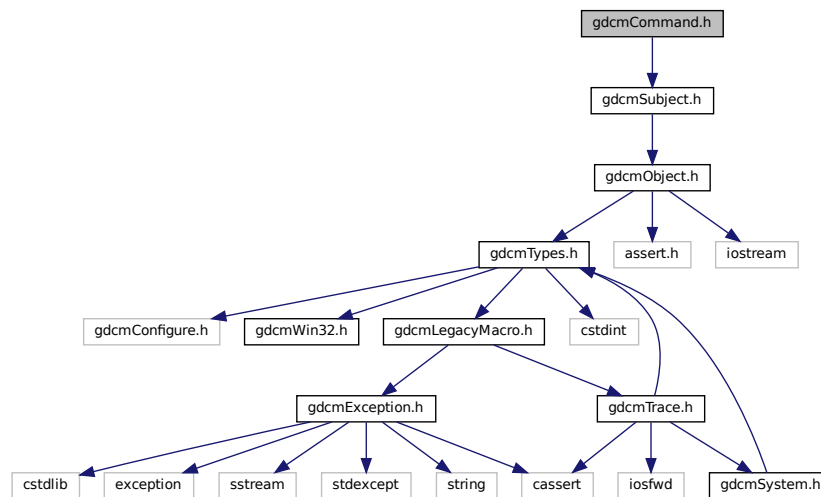 gdcmCommand.h
gdcmSubject.h
gdcmObject.h
gdcmTypes.h
assert.h
iostream
gdcmConfigure.h
gdcmWin32.h
gdcmLegacyMacro.h
cstdint
gdcmException.h
gdcmTrace.h
cstdlib
exception
sstream
stdexcept
string
cassert
iosfwd
gdcmSystem.h